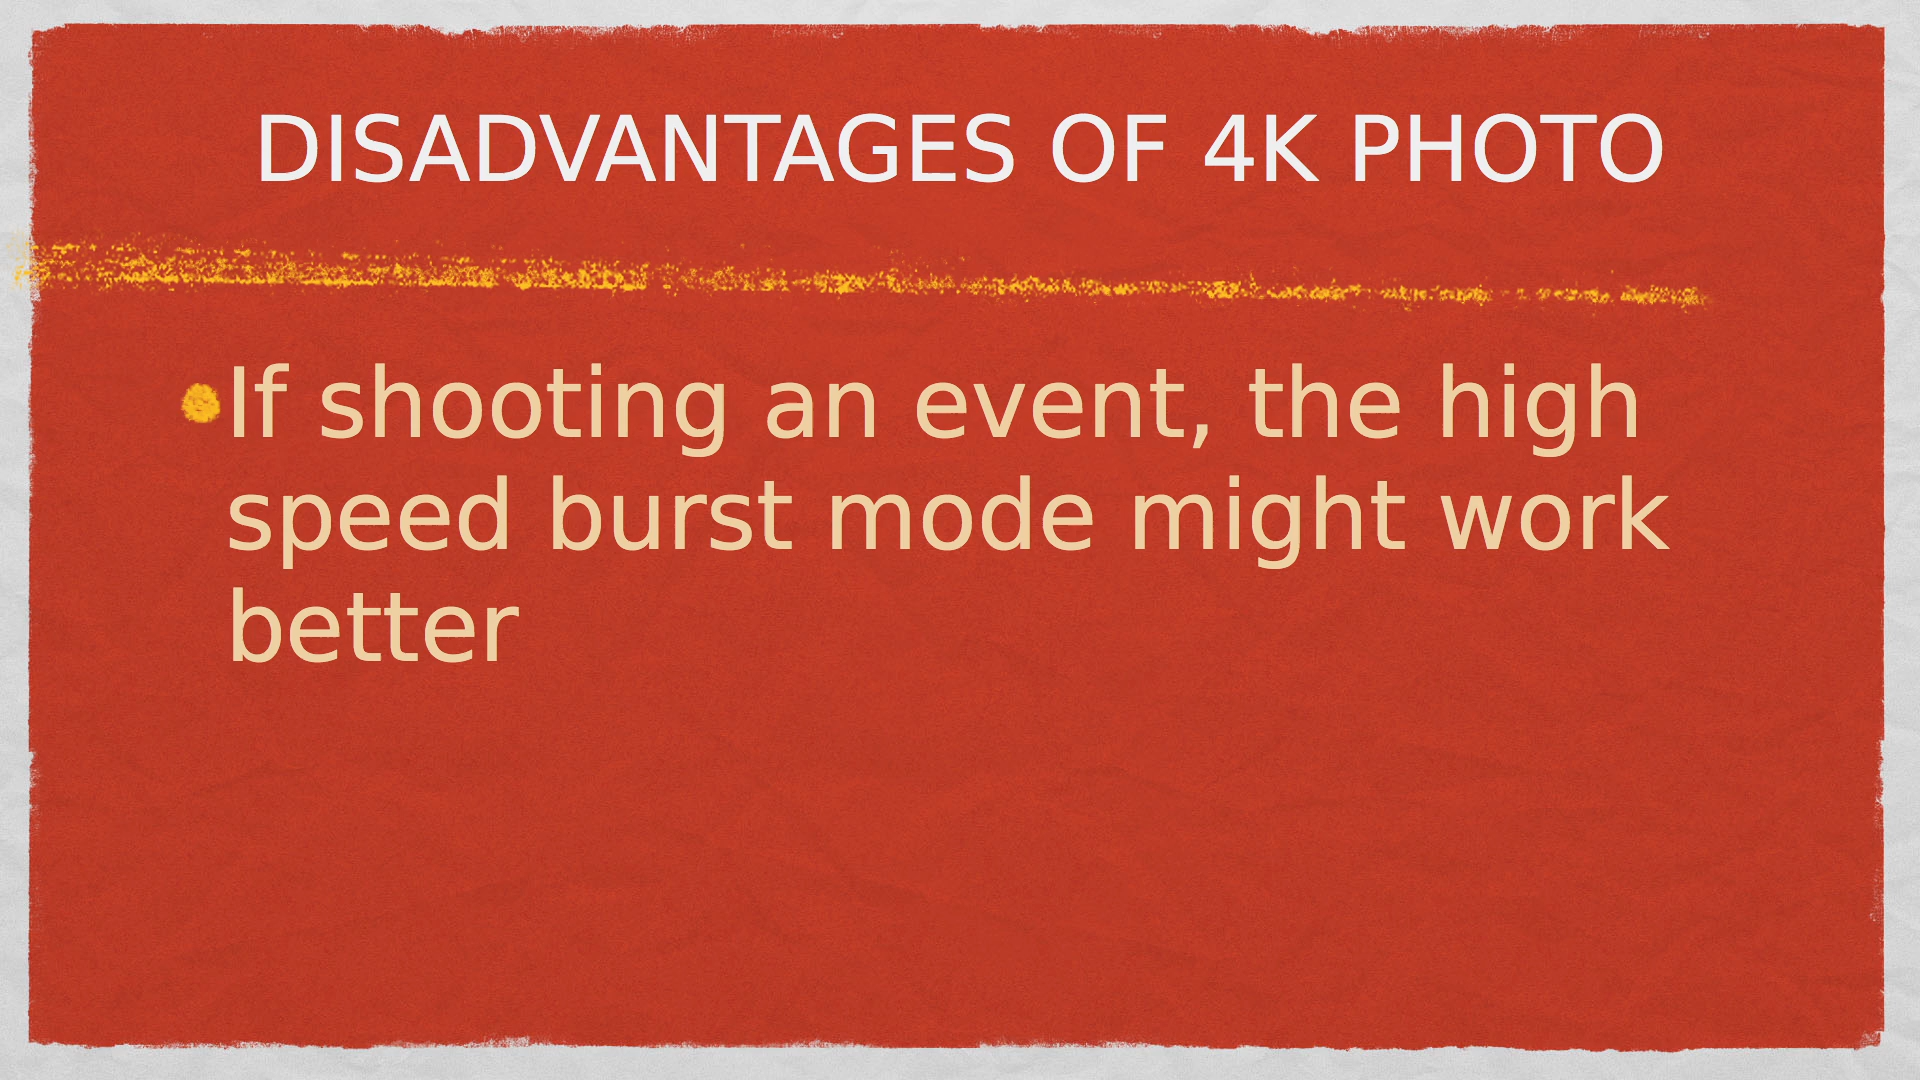 DISADVANTAGES OF 4K PHOTO
If shooting an event, the high
speed burst mode might work
better